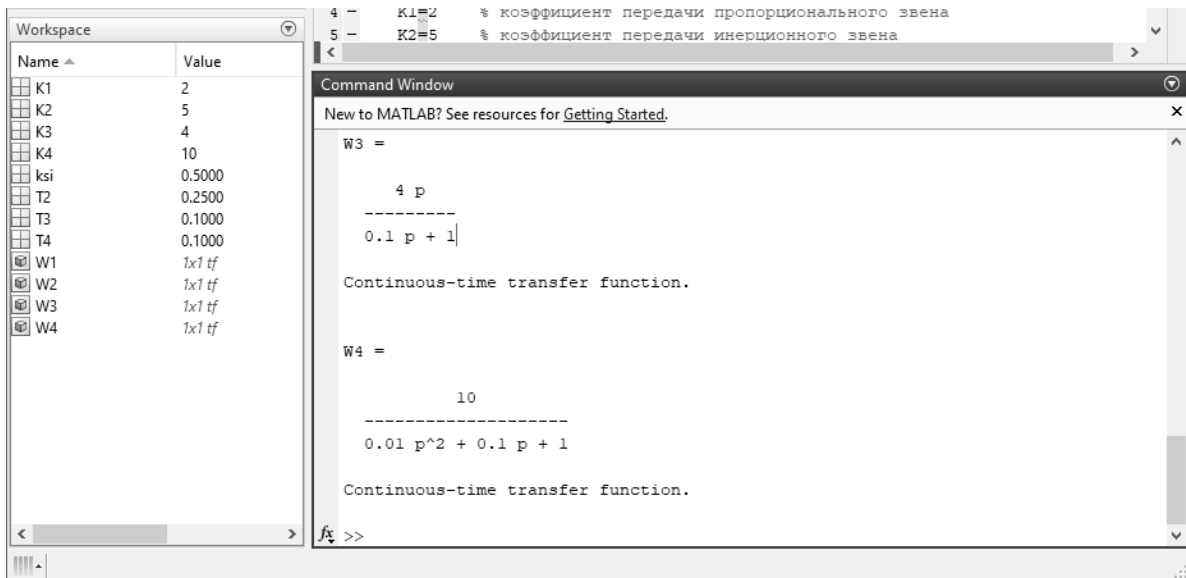 4 – K1=2 % коэффициент передачи пропорционального звена
5 – K2=5 % коэффициент передачи инерционного звена
Workspace
Name Value
K1 2
K2 5
K3 4
K4 10
ksi 0.5000
T2 0.2500
T3 0.1000
T4 0.1000
W1 1x1 tf
W2 1x1 tf
W3 1x1 tf
W4 1x1 tf
Command Window
New to MATLAB? See resources for Getting Started.
W3 =
4 p
---------
0.1 p + 1
Continuous-time transfer function.
W4 =
10
--------------------
0.01 p^2 + 0.1 p + 1
Continuous-time transfer function.
fx >>